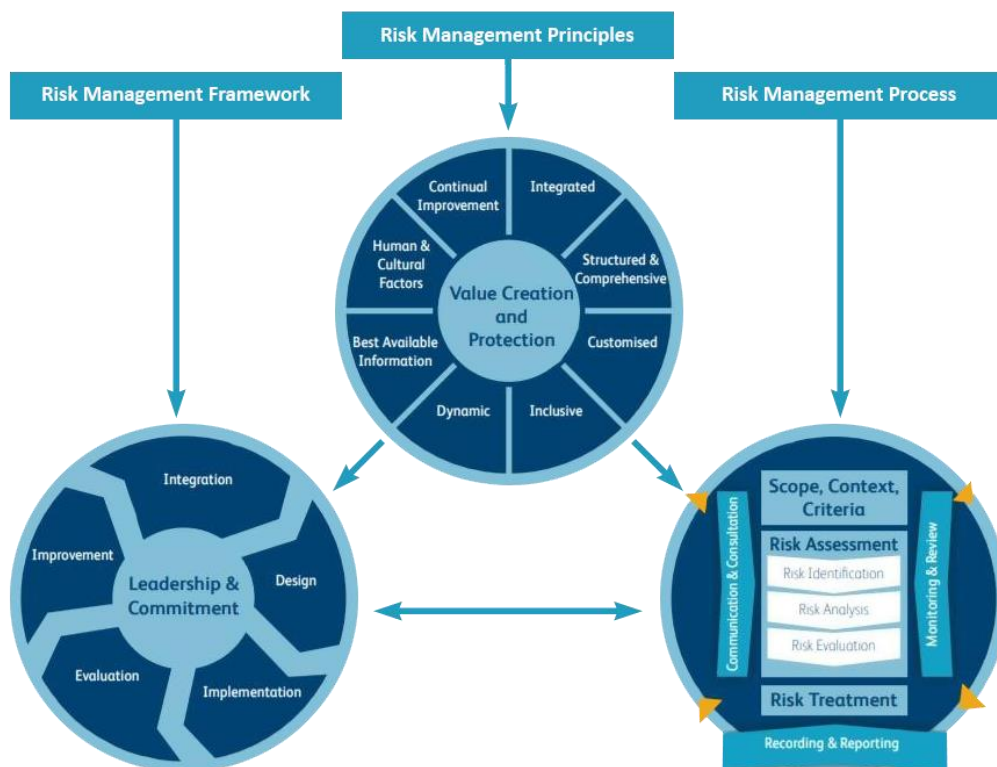 Risk Management Principles
Risk Management Framework
Risk Management Process
Continual
Improvement
Integrated
Human &
Cultural
Factors
Structured &
Comprehensive
Value Creation
and
Protection
Best Available
Information
Customised
Dynamic
Inclusive
Integration
Improvement
Design
Leadership &
Commitment
Evaluation
Implementation
Scope, Context,
Criteria
Communication & Consultation
Risk Assessment
Risk Identification
Risk Analysis
Risk Evaluation
Monitoring & Review
Risk Treatment
Recording & Reporting